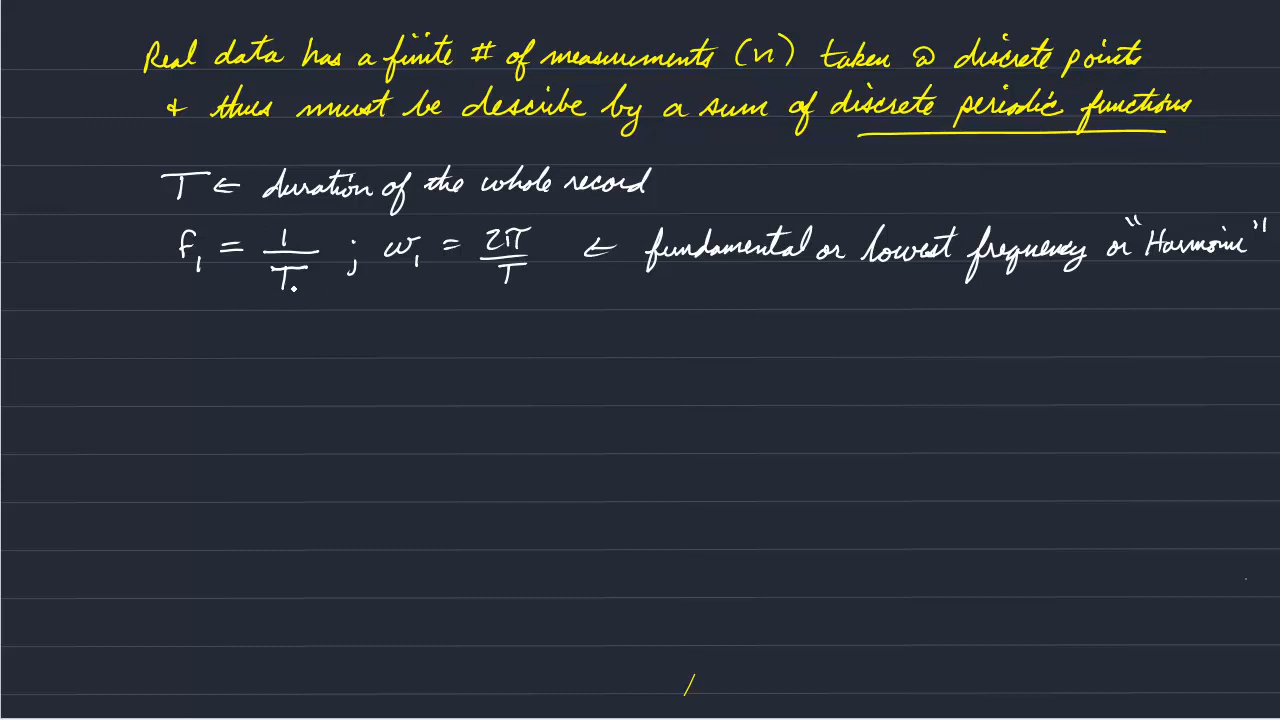 Real data has a finite # of measurements (n) taken @ discrete points
+ thus must be describe by a sum of discrete periodic functions
T ← duration of the whole record
f₁ = 1/T ; ω₁ = 2π/T ← fundamental or lowest frequency or "Harmonic"